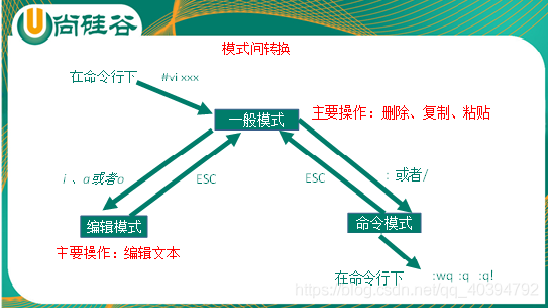 U尚硅谷
模式间转换
在命令行下 #vi xxx
一般模式
主要操作：删除、复制、粘贴
i 、a或者o
ESC
ESC
：或者/
编辑模式
命令模式
主要操作：编辑文本
在命令行下 :wq :q :q!
https://blog.csdn.net/qq_40394792